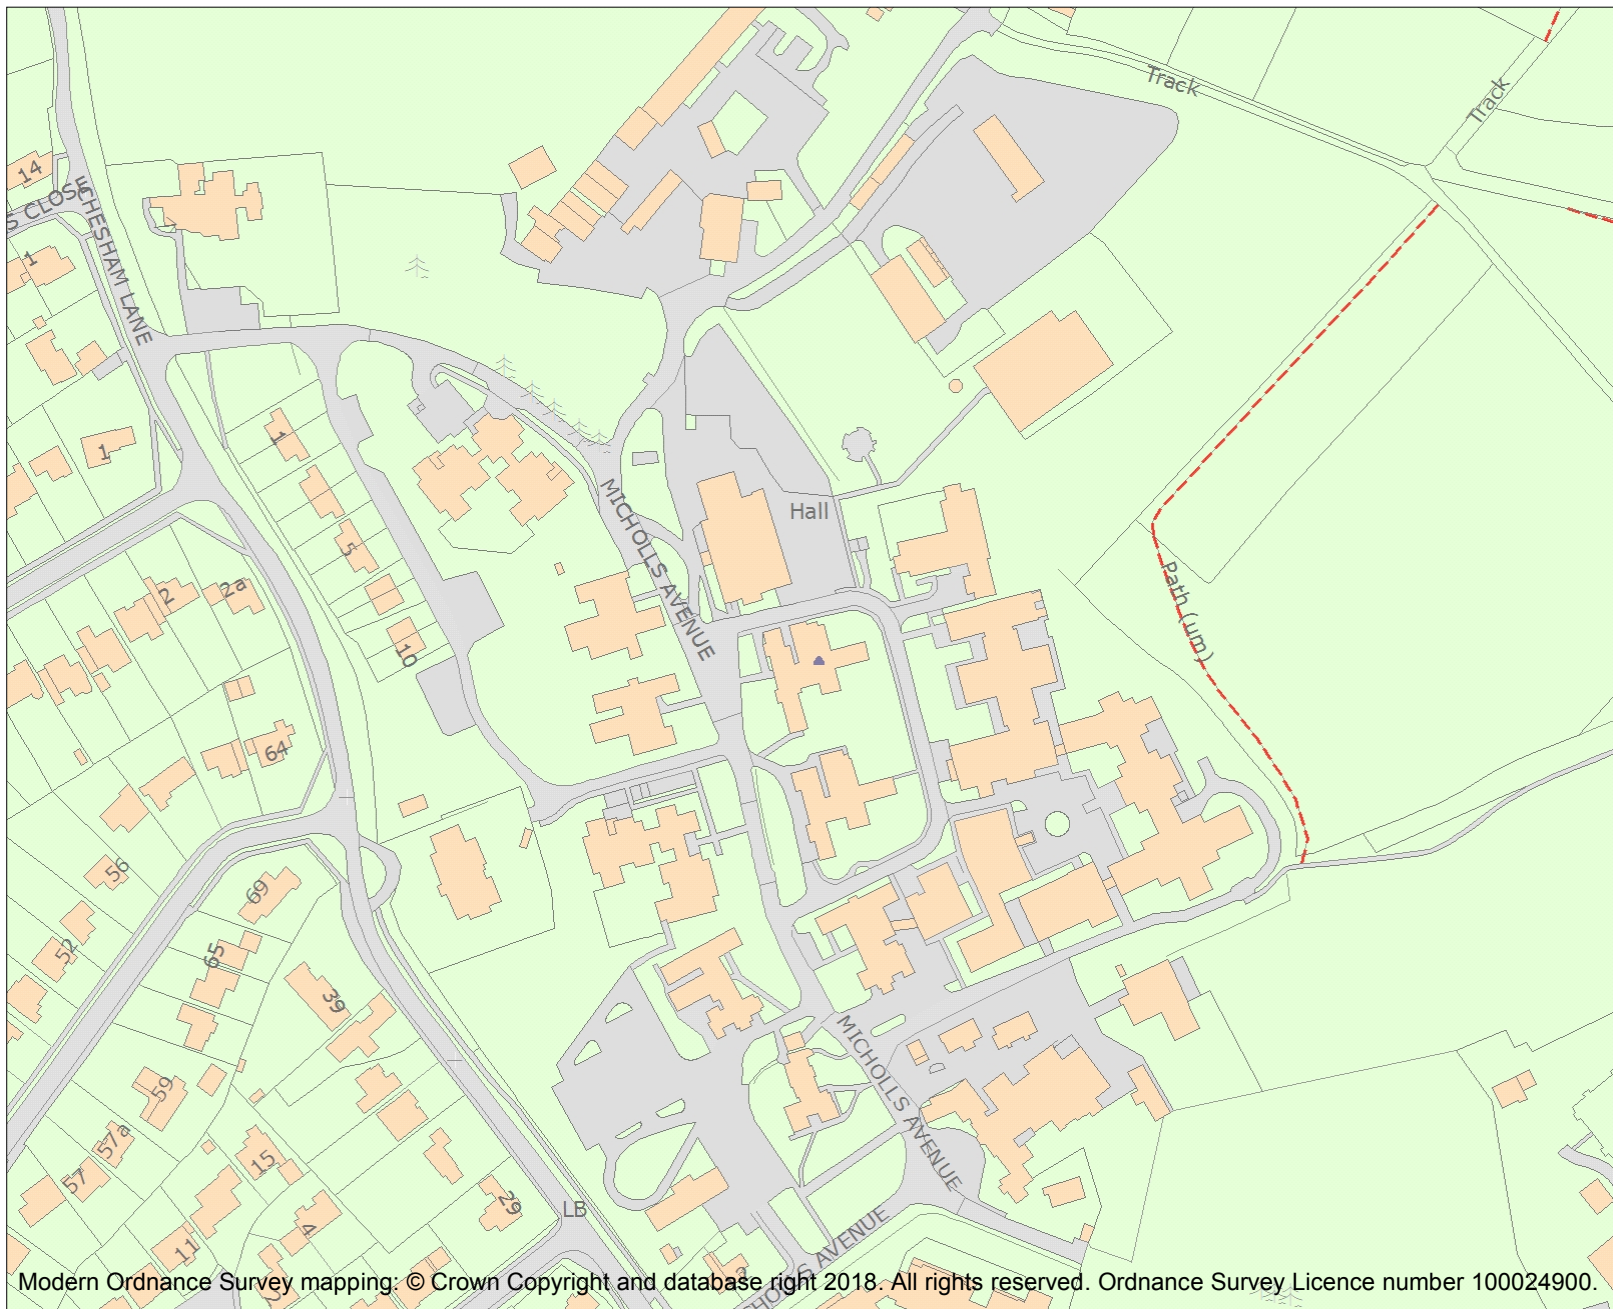 Track
Track
14
S CLOSE
CHESHAM LANE
1
1
1
5
10
2
2a
64
Hall
MICHOLLS AVENUE
Path (um)
56
69
52
65
39
59
57a
57
15
29
11
4
LB
MICHOLLS AVENUE
HOLLS AVENUE
Modern Ordnance Survey mapping: © Crown Copyright and database right 2018. All rights reserved. Ordnance Survey Licence number 100024900.